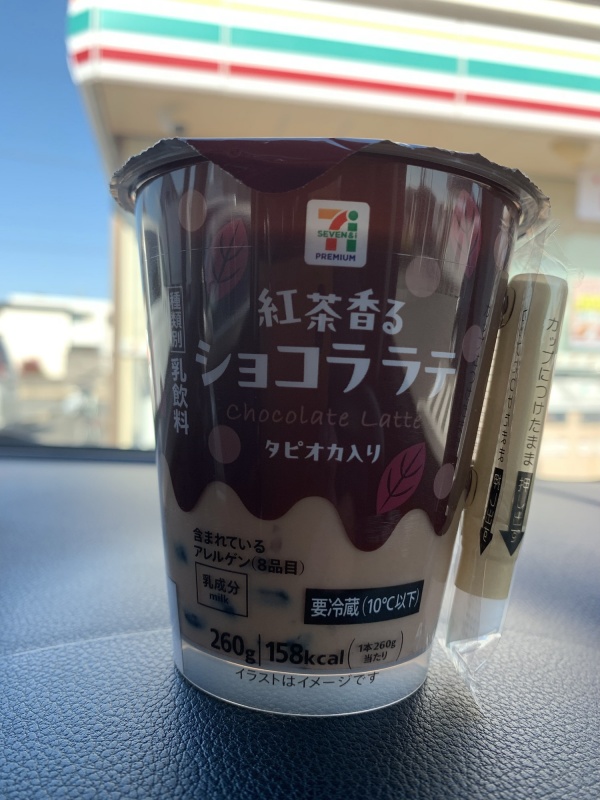 SEVEN&i
PREMIUM
紅茶香る
ショコララテ
Chocolate Latte
タピオカ入り
種類別
乳飲料
含まれている
アレルゲン(8品目)
乳成分
milk
要冷蔵(10℃以下)
260g 158kcal (1本260g
当たり)
イラストはイメージです
カップにつけたまま